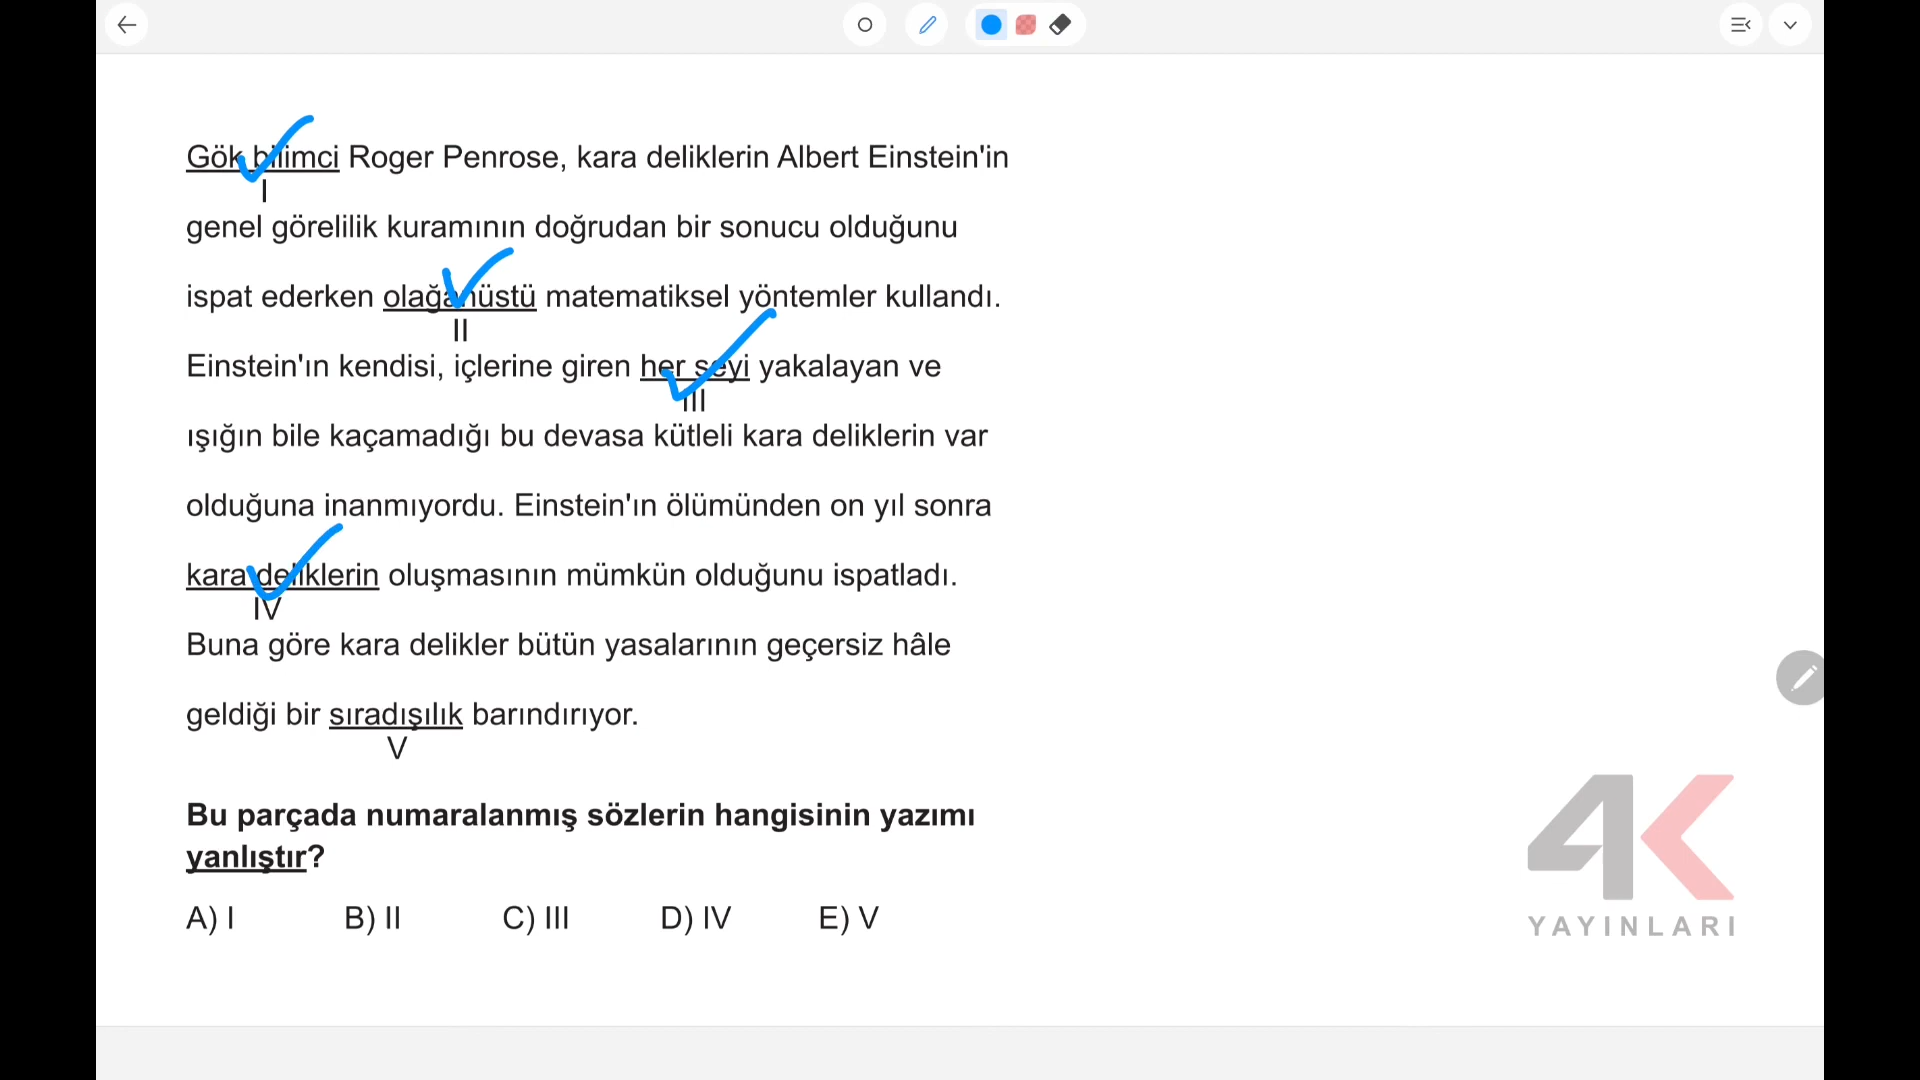 Gök bilimci Roger Penrose, kara deliklerin Albert Einstein'in
I
genel görelilik kuramının doğrudan bir sonucu olduğunu
ispat ederken olağanüstü matematiksel yöntemler kullandı.
II
Einstein'ın kendisi, içlerine giren her şeyi yakalayan ve
III
ışığın bile kaçamadığı bu devasa kütleli kara deliklerin var
olduğuna inanmıyordu. Einstein'ın ölümünden on yıl sonra
kara deliklerin oluşmasının mümkün olduğunu ispatladı.
IV
Buna göre kara delikler bütün yasalarının geçersiz hâle
geldiği bir sıradışılık barındırıyor.
V
Bu parçada numaralanmış sözlerin hangisinin yazımı
yanlıştır?
A) I B) II C) III D) IV E) V
4K
YAYINLARI